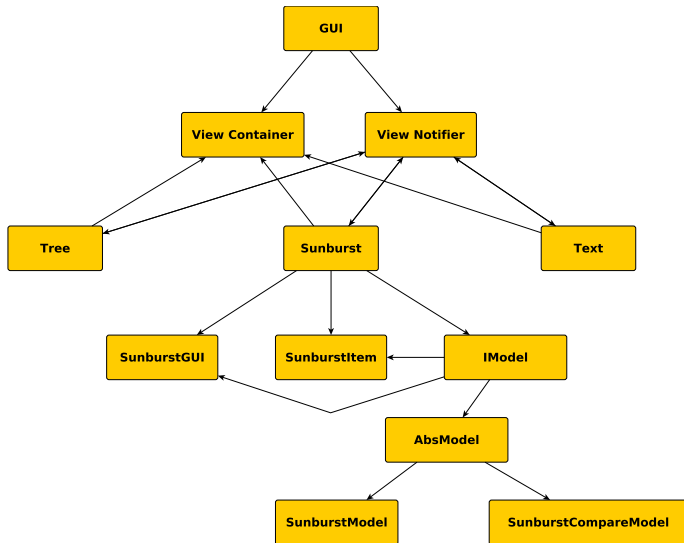 GUI
View Container
View Notifier
Tree
Sunburst
Text
SunburstGUI
SunburstItem
IModel
AbsModel
SunburstModel
SunburstCompareModel